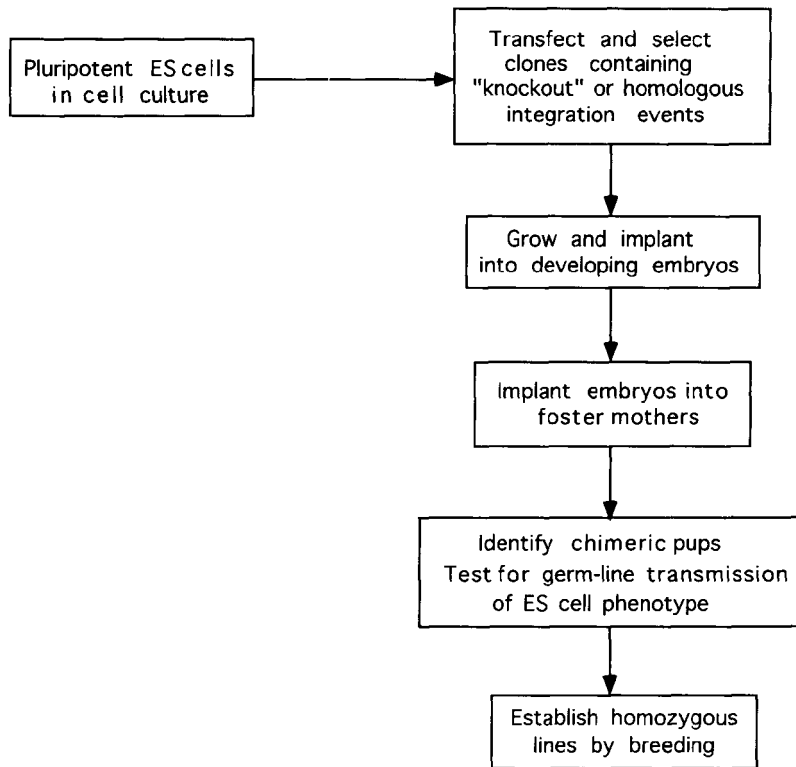 Pluripotent ES cells
in cell culture
Transfect and select
clones containing
"knockout" or homologous
integration events
Grow and implant
into developing embryos
Implant embryos into
foster mothers
Identify chimeric pups
Test for germ-line transmission
of ES cell phenotype
Establish homozygous
lines by breeding